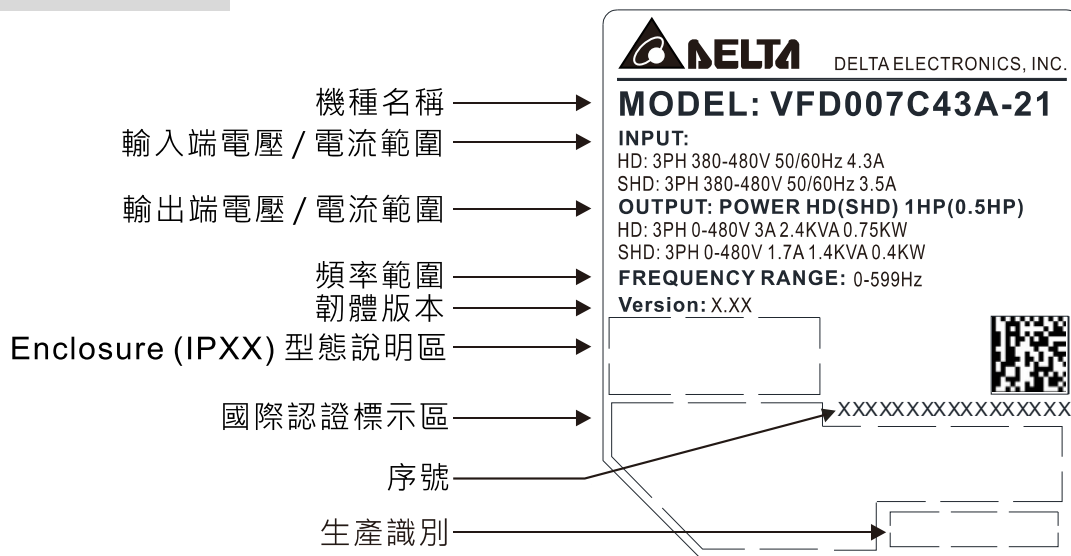 DELTA DELTA ELECTRONICS, INC.
機種名稱
MODEL: VFD007C43A-21
輸入端電壓 / 電流範圍
INPUT:
HD: 3PH 380-480V 50/60Hz 4.3A
SHD: 3PH 380-480V 50/60Hz 3.5A
輸出端電壓 / 電流範圍
OUTPUT: POWER HD(SHD) 1HP(0.5HP)
HD: 3PH 0-480V 3A 2.4KVA 0.75KW
SHD: 3PH 0-480V 1.7A 1.4KVA 0.4KW
頻率範圍
FREQUENCY RANGE: 0-599Hz
韌體版本
Version: X.XX
Enclosure (IPXX) 型態說明區
國際認證標示區
XXXXXXXXXXXXXXXXX
序號
生產識別